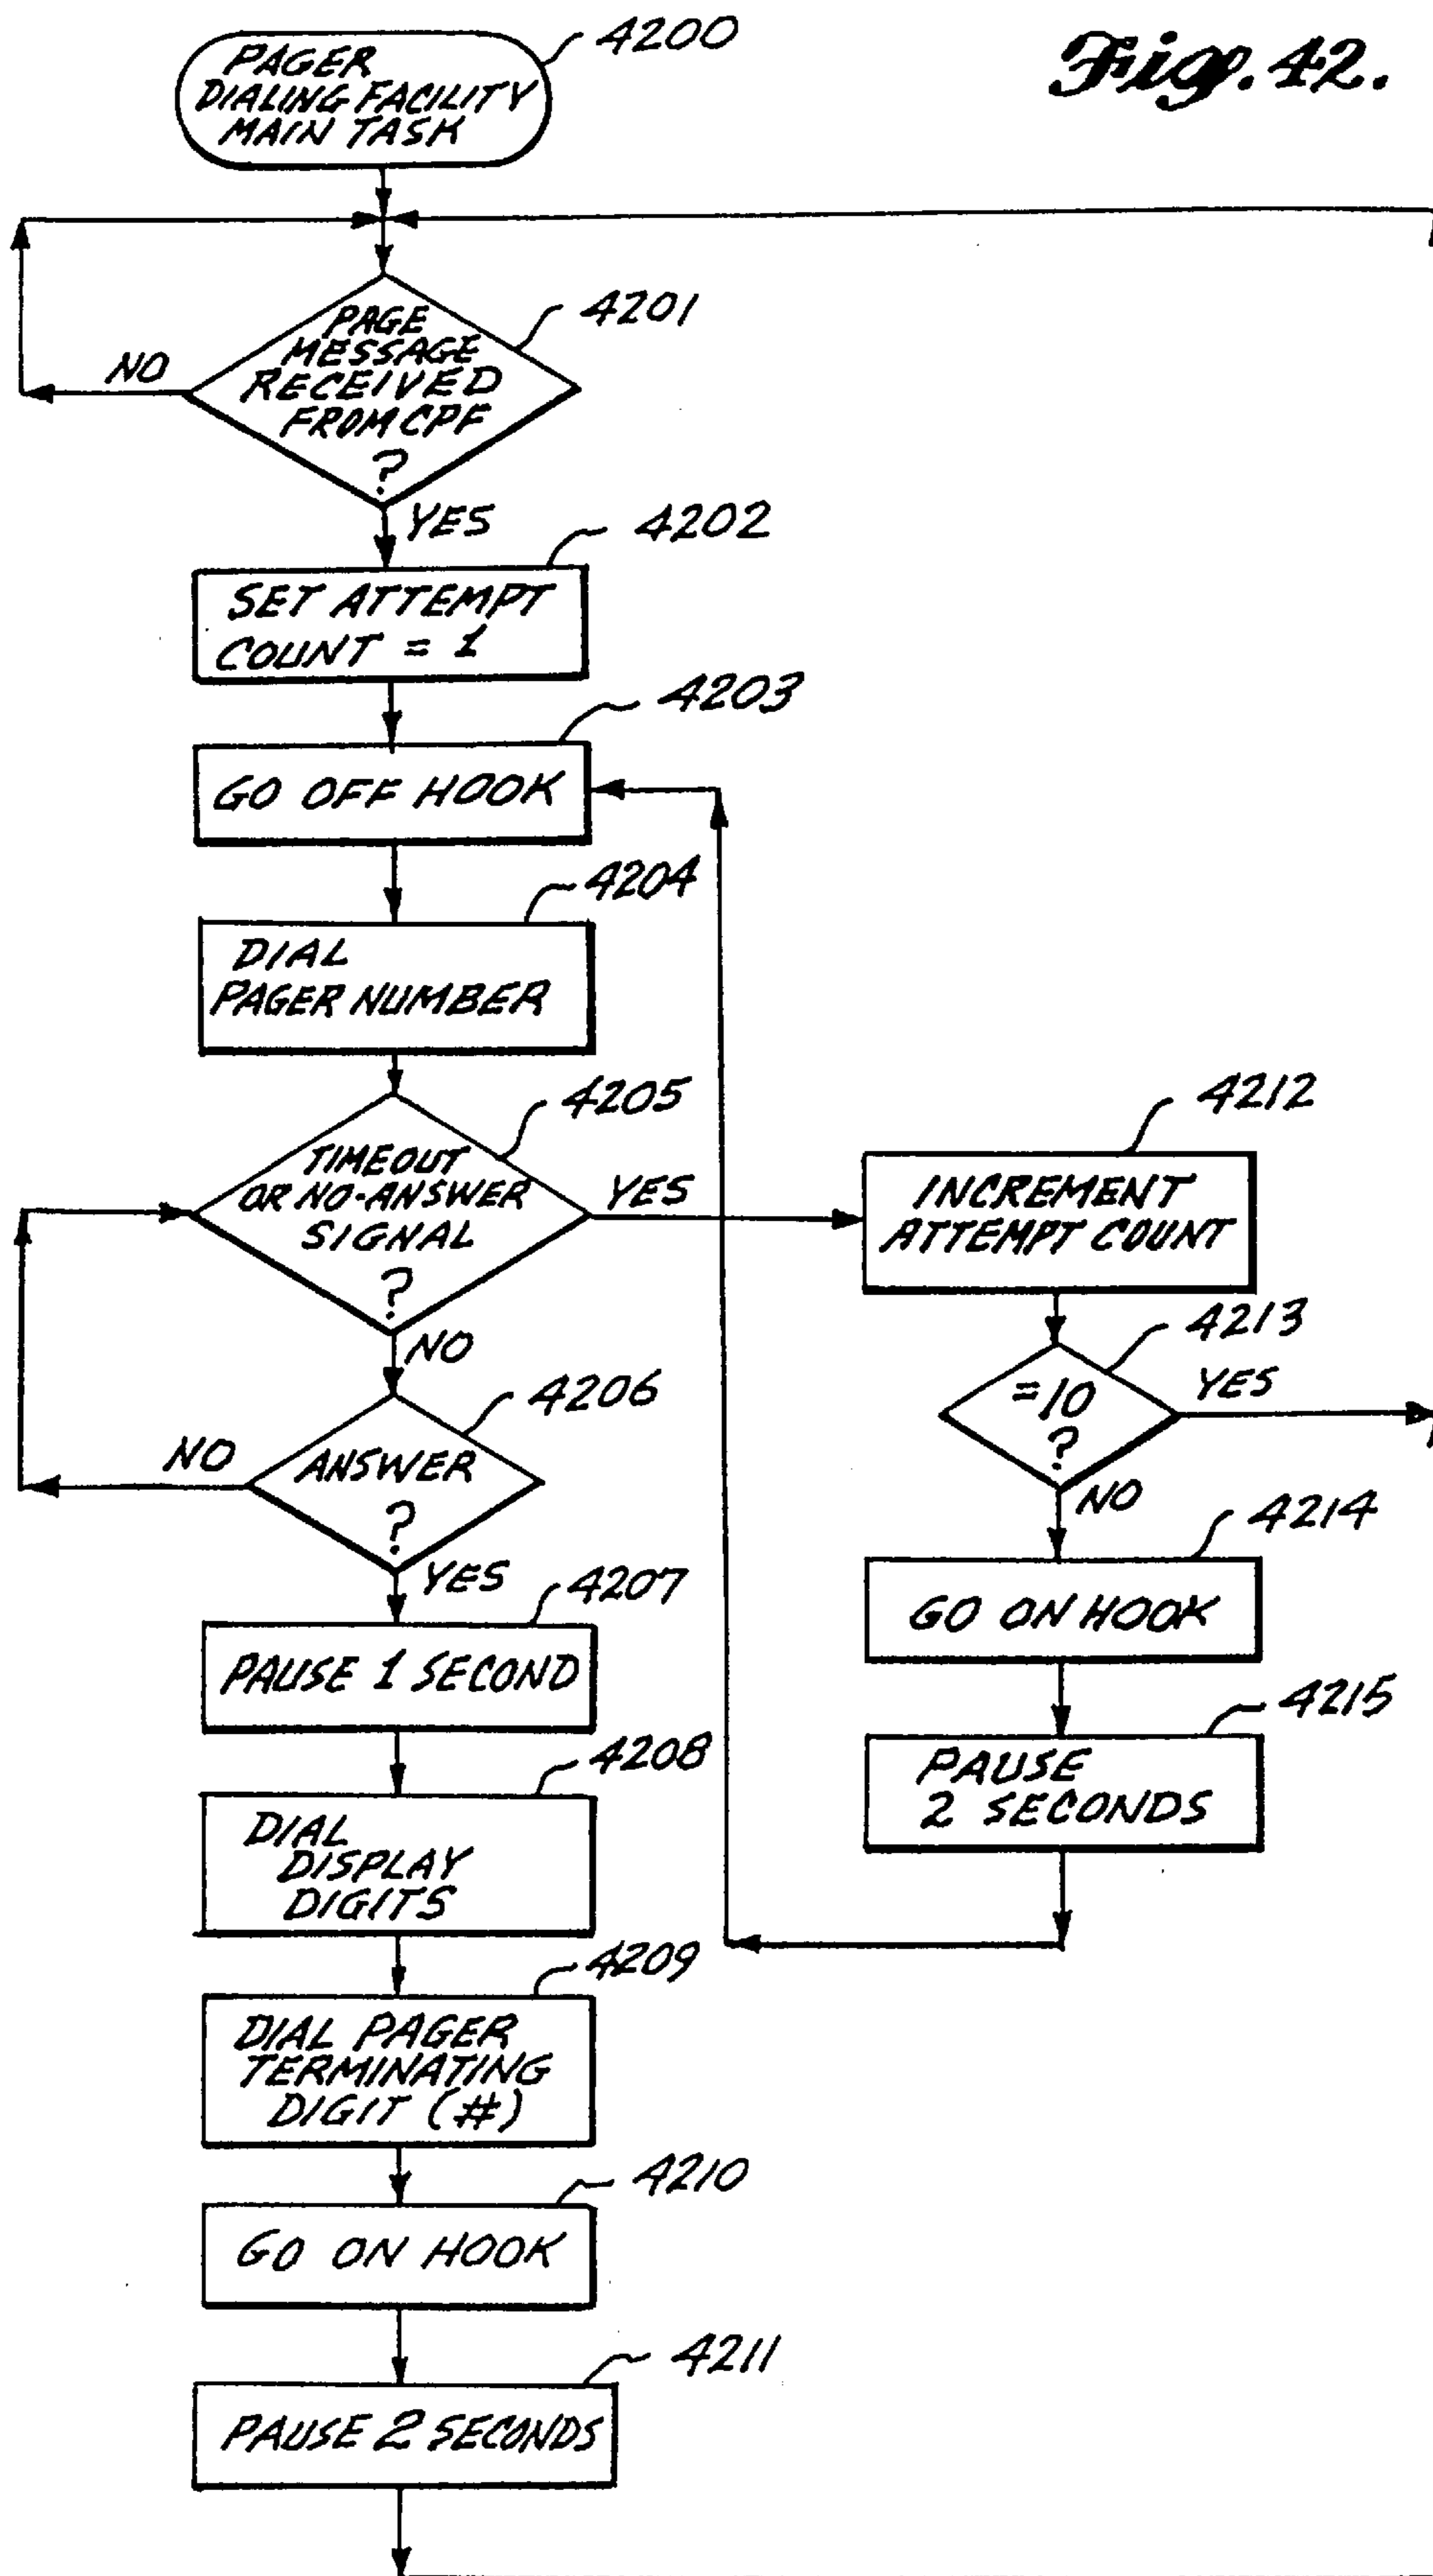 Fig. 42.
4200
PAGER
DIALING FACILITY
MAIN TASK
4201
PAGE
MESSAGE
RECEIVED
FROM CPF
?
NO
YES
4202
SET ATTEMPT
COUNT = 1
4203
GO OFF HOOK
4204
DIAL
PAGER NUMBER
4205
TIMEOUT
OR NO-ANSWER
SIGNAL
?
YES
NO
4206
ANSWER
?
NO
YES
4207
PAUSE 1 SECOND
4208
DIAL
DISPLAY
DIGITS
4209
DIAL PAGER
TERMINATING
DIGIT (#)
4210
GO ON HOOK
4211
PAUSE 2 SECONDS
4212
INCREMENT
ATTEMPT COUNT
4213
=10
?
YES
NO
4214
GO ON HOOK
4215
PAUSE
2 SECONDS